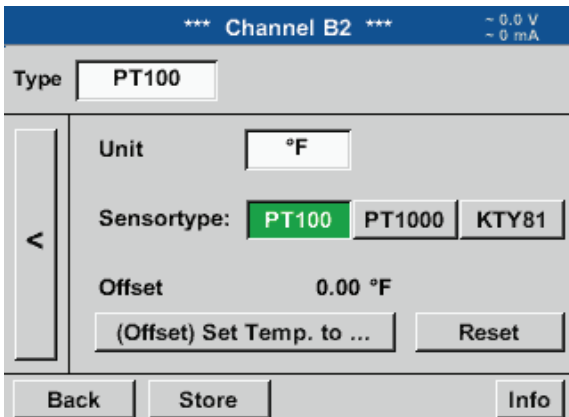 *** Channel B2 ***
~ 0.0 V
~ 0 mA
Type PT100
Unit °F
< Sensortype: PT100 PT1000 KTY81
Offset 0.00 °F
(Offset) Set Temp. to ... Reset
Back Store Info